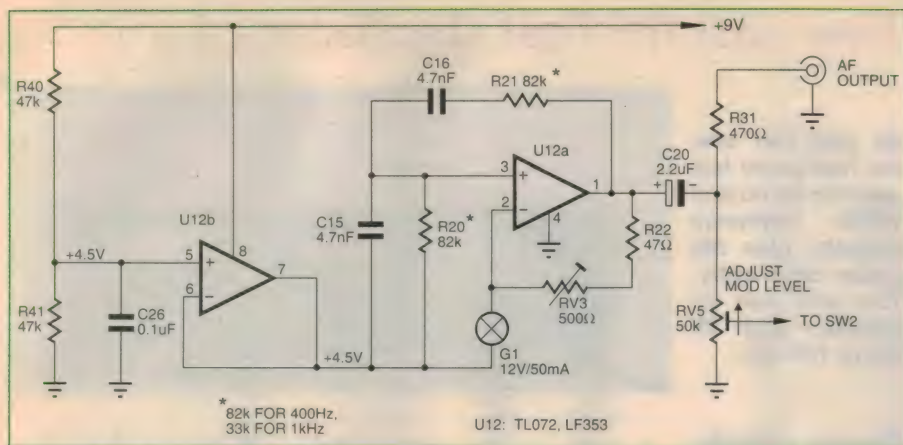 +9V
C16
4.7nF
R21 82k *
AF
OUTPUT
R40
47k
R31
470Ω
U12a
C20
2.2uF
3
+
1
+
-
2
-
4
U12b
8
C15
4.7nF
R20 *
82k
R22
47Ω
+4.5V
5
+
7
6
-
ADJUST
MOD LEVEL
RV3
500Ω
RV5
50k
TO SW2
R41
47k
C26
0.1uF
+4.5V
G1
12V/50mA
*
82k FOR 400Hz,
33k FOR 1kHz
U12: TL072, LF353